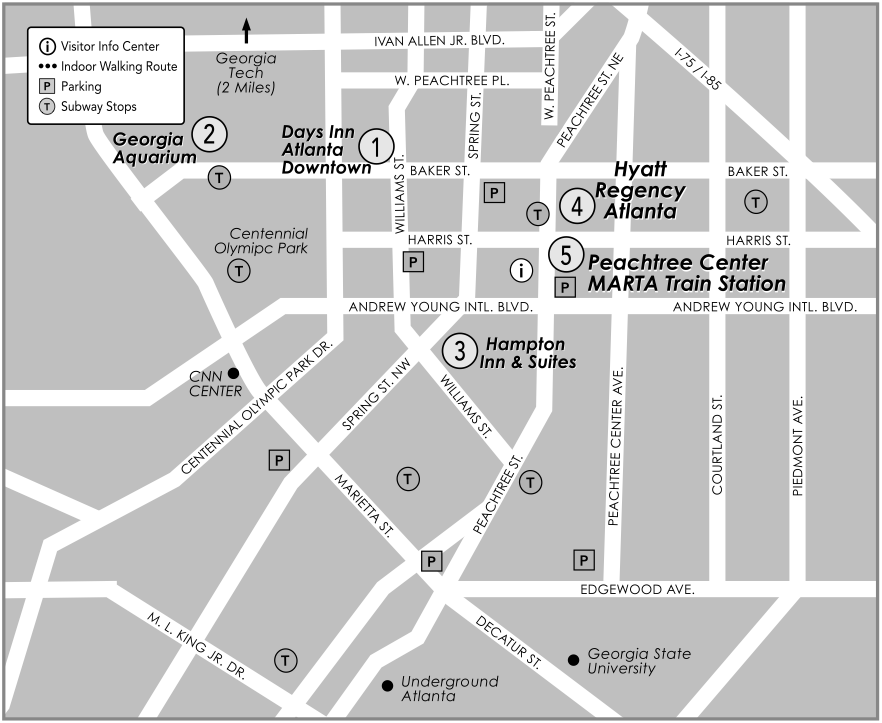 i Visitor Info Center
Indoor Walking Route
P Parking
T Subway Stops
Georgia
Tech
(2 Miles)
IVAN ALLEN JR. BLVD.
W. PEACHTREE PL.
W. PEACHTREE ST.
PEACHTREE ST. NE
I-75 / I-85
SPRING ST.
WILLIAMS ST.
Georgia
Aquarium
2
T
Days Inn
Atlanta
Downtown
1
BAKER ST.
BAKER ST.
P
Hyatt
Regency
Atlanta
4
T
T
Centennial
Olymipc Park
T
HARRIS ST.
HARRIS ST.
P
i
5
Peachtree Center
MARTA Train Station
P
ANDREW YOUNG INTL. BLVD.
ANDREW YOUNG INTL. BLVD.
3
Hampton
Inn & Suites
CNN
CENTER
CENTENNIAL OLYMPIC PARK DR.
SPRING ST. NW
WILLIAMS ST.
PEACHTREE CENTER AVE.
COURTLAND ST.
PIEDMONT AVE.
P
T
T
MARIETTA ST.
PEACHTREE ST.
P
P
EDGEWOOD AVE.
M. L. KING JR. DR.
DECATUR ST.
T
Georgia State
University
Underground
Atlanta